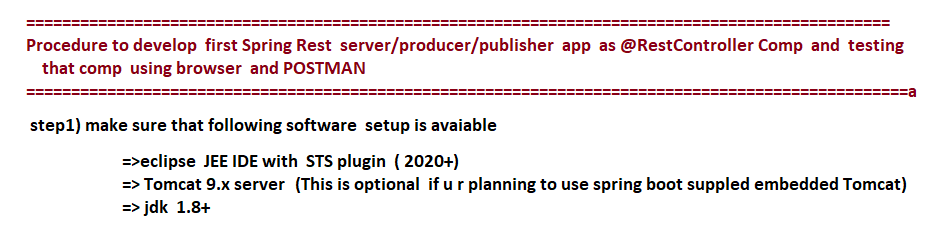 ================================================================================================
Procedure to develop first Spring Rest server/producer/publisher app as @RestController Comp and testing
that comp using browser and POSTMAN
==================================================================================================a
step1) make sure that following software setup is avaiable
=>eclipse JEE IDE with STS plugin ( 2020+)
=> Tomcat 9.x server (This is optional if u r planning to use spring boot suppled embedded Tomcat)
=> jdk 1.8+